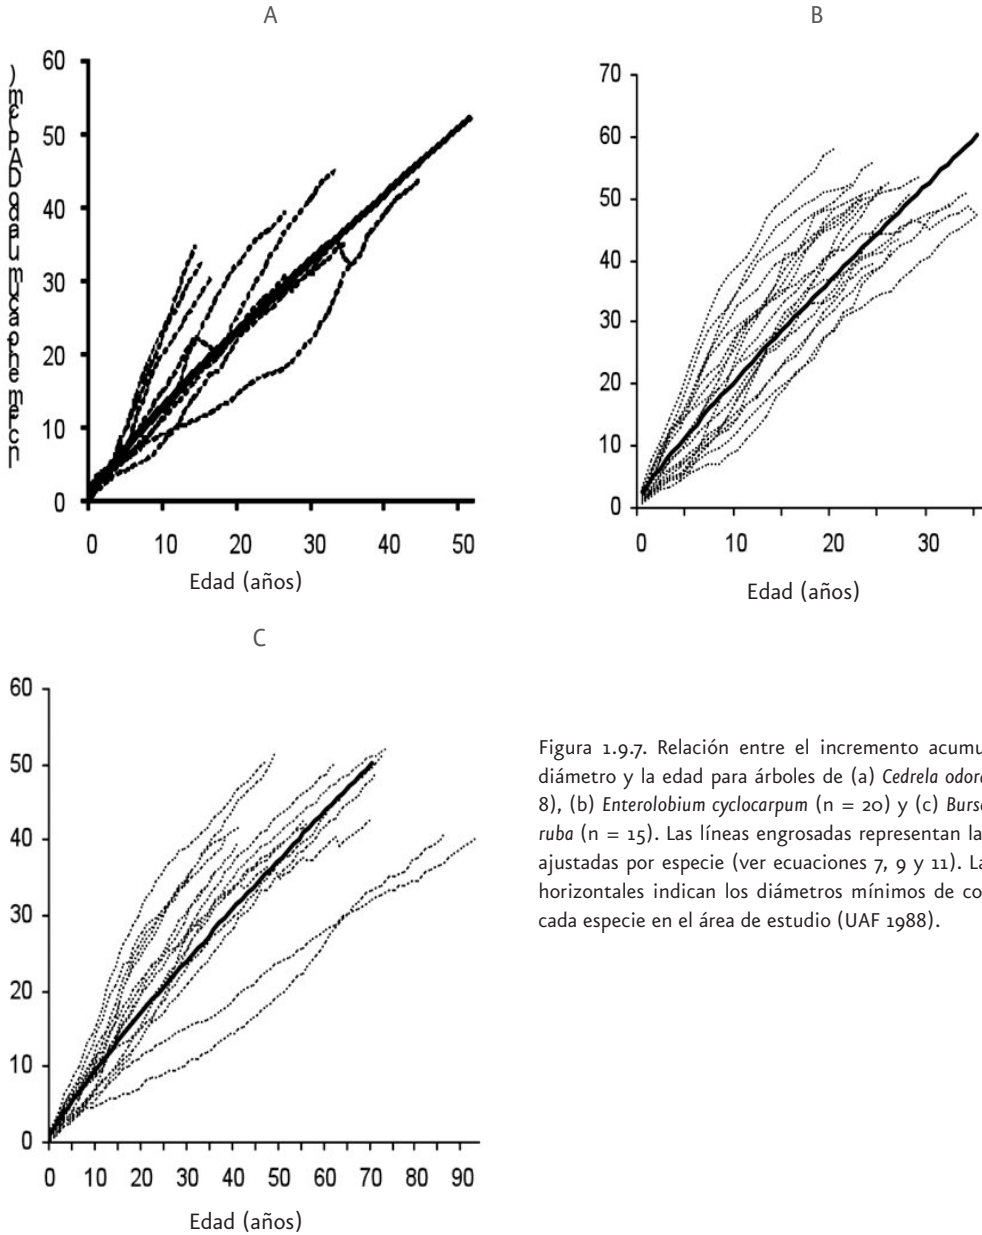 A
B
)
m
c(
P
A
D
o
d
a
l
u
m
u
c
a
o
t
n
e
m
e
r
c
n
I
60
50
40
30
20
10
0
0 10 20 30 40 50
Edad (años)
70
60
50
40
30
20
10
0
0 10 20 30
Edad (años)
C
60
50
40
30
20
10
0
0 10 20 30 40 50 60 70 80 90
Edad (años)
Figura 1.9.7. Relación entre el incremento acumu
diámetro y la edad para árboles de (a) Cedrela odora
8), (b) Enterolobium cyclocarpum (n = 20) y (c) Burse
ruba (n = 15). Las líneas engrosadas representan la
ajustadas por especie (ver ecuaciones 7, 9 y 11). La
horizontales indican los diámetros mínimos de co
cada especie en el área de estudio (UAF 1988).